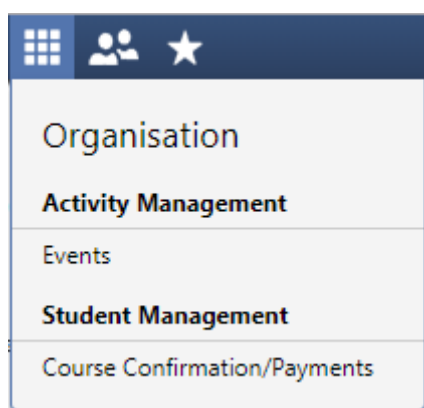 Organisation
Activity Management
Events
Student Management
Course Confirmation/Payments